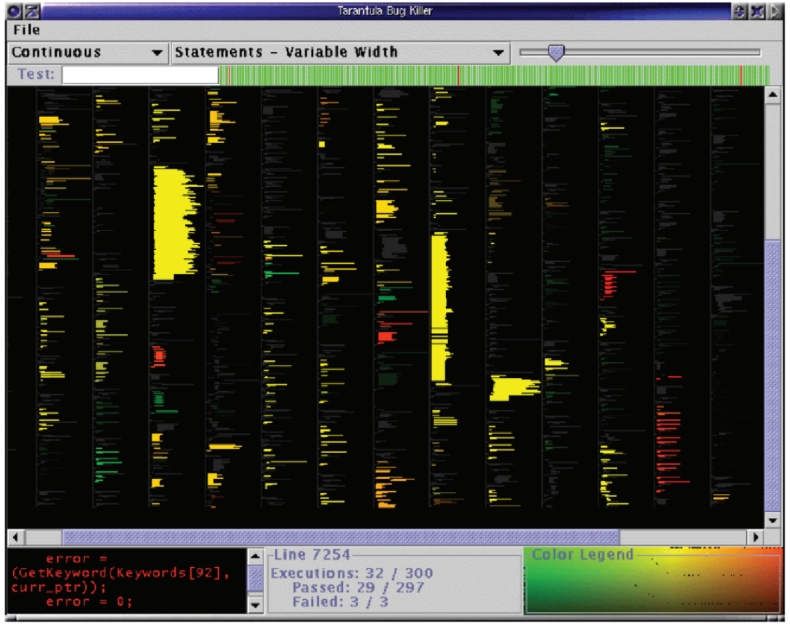 Tarantula Bug Killer
File
Continuous
Statements – Variable Width
Test:
error =
(GetKeyword(Keywords[92],
curr_ptr));
error = 0;
Line 7254
Executions: 32 / 300
Passed: 29 / 297
Failed: 3 / 3
Color Legend